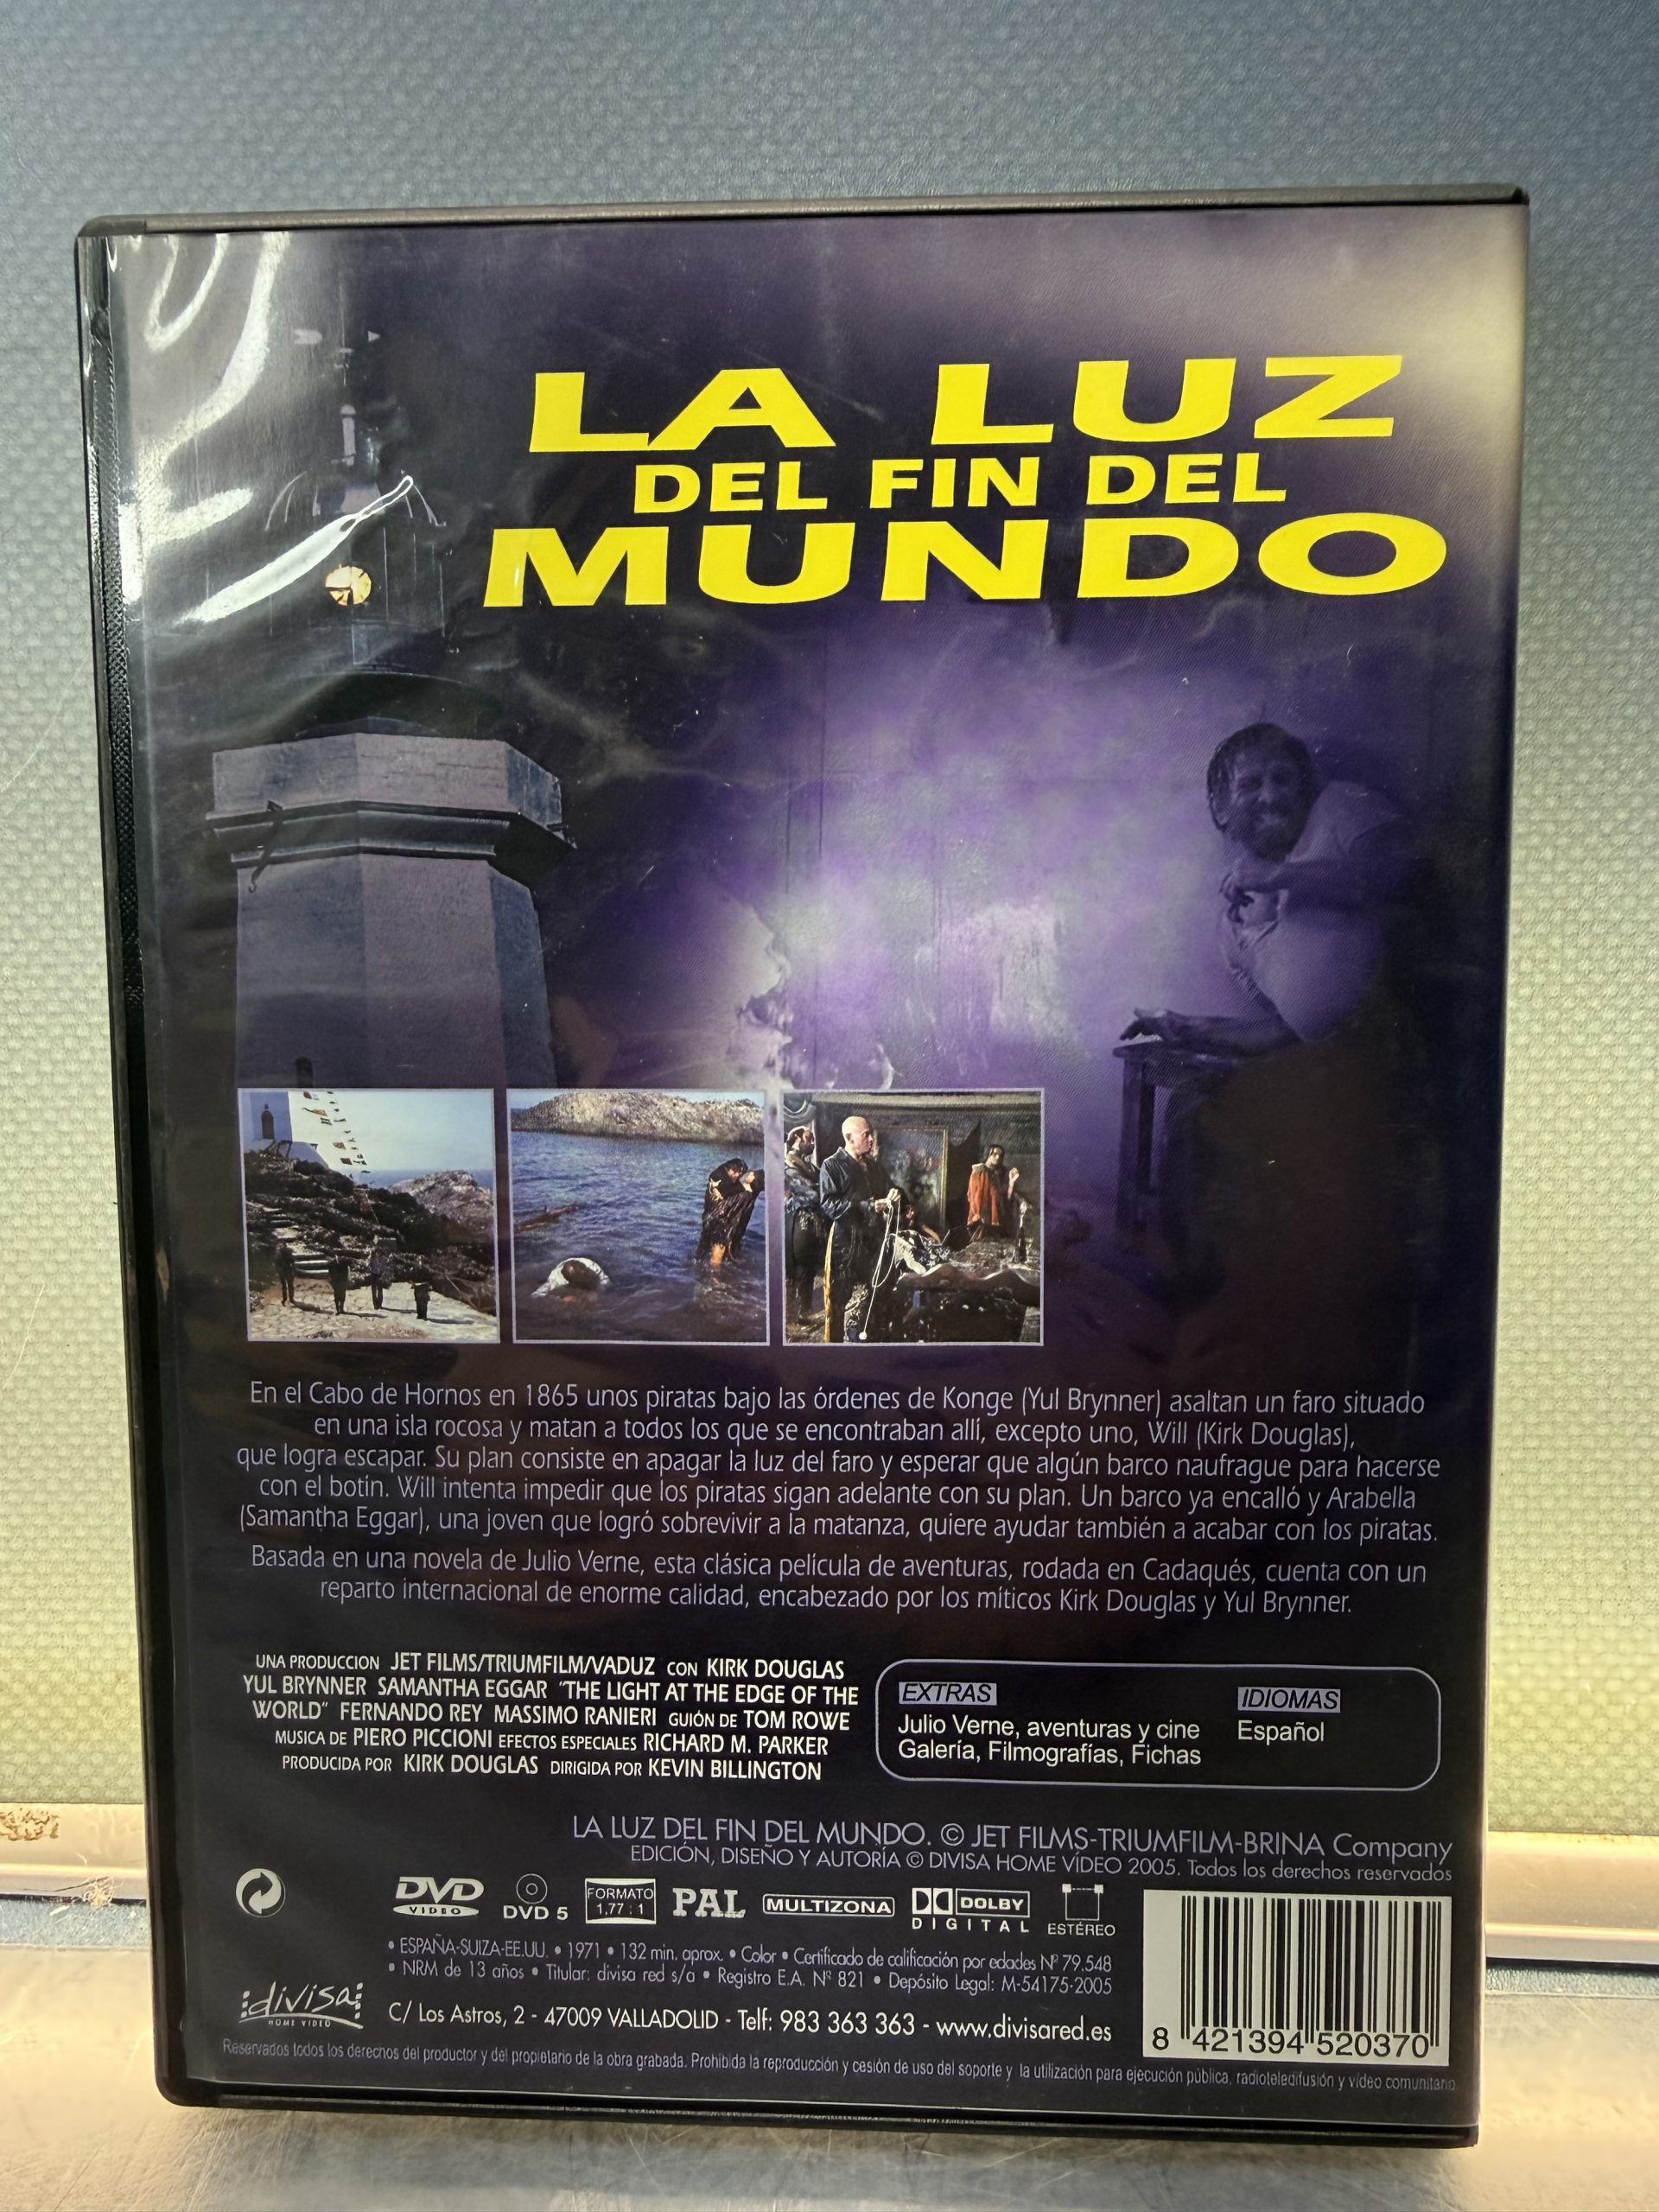 LA LUZ
DEL FIN DEL
MUNDO
En el Cabo de Hornos en 1865 unos piratas bajo las órdenes de Konge (Yul Brynner) asaltan un faro situado
en una isla rocosa y matan a todos los que se encontraban allí, excepto uno, Will (Kirk Douglas),
que logra escapar. Su plan consiste en apagar la luz del faro y esperar que algún barco naufrague para hacerse
con el botín. Will intenta impedir que los piratas sigan adelante con su plan. Un barco ya encalló y Arabella
(Samantha Eggar), una joven que logró sobrevivir a la matanza, quiere ayudar también a acabar con los piratas.
Basada en una novela de Julio Verne, esta clásica película de aventuras, rodada en Cadaqués, cuenta con un
reparto internacional de enorme calidad, encabezado por los míticos Kirk Douglas y Yul Brynner.
UNA PRODUCCION JET FILMS/TRIUMFILM/VADUZ CON KIRK DOUGLAS
YUL BRYNNER SAMANTHA EGGAR "THE LIGHT AT THE EDGE OF THE
WORLD" FERNANDO REY MASSIMO RANIERI GUIÓN DE TOM ROWE
MUSICA DE PIERO PICCIONI EFECTOS ESPECIALES RICHARD M. PARKER
PRODUCIDA POR KIRK DOUGLAS DIRIGIDA POR KEVIN BILLINGTON
EXTRAS
Julio Verne, aventuras y cine
Galería, Filmografías, Fichas
IDIOMAS
Español
LA LUZ DEL FIN DEL MUNDO. © JET FILMS-TRIUMFILM-BRINA Company
EDICIÓN, DISEÑO Y AUTORÍA © DIVISA HOME VÍDEO 2005. Todos los derechos reservados
DVD
VIDEO
DVD 5
FORMATO
1,77 : 1
PAL
MULTIZONA
DOLBY
DIGITAL
ESTÉREO
• ESPAÑA-SUIZA-EE.UU. • 1971 • 132 min. aprox. • Color • Certificado de calificación por edades Nº 79.548
• NRM de 13 años • Titular: divisa red s/a • Registro E.A. Nº 821 • Depósito Legal: M-54175-2005
divisa
HOME VIDEO
C/ Los Astros, 2 - 47009 VALLADOLID - Telf: 983 363 363 - www.divisared.es
8 421394 520370
Reservados todos los derechos del productor y del propietario de la obra grabada. Prohibida la reproducción y cesión de uso del soporte y la utilización para ejecución pública, radioteledifusión y vídeo comunitario